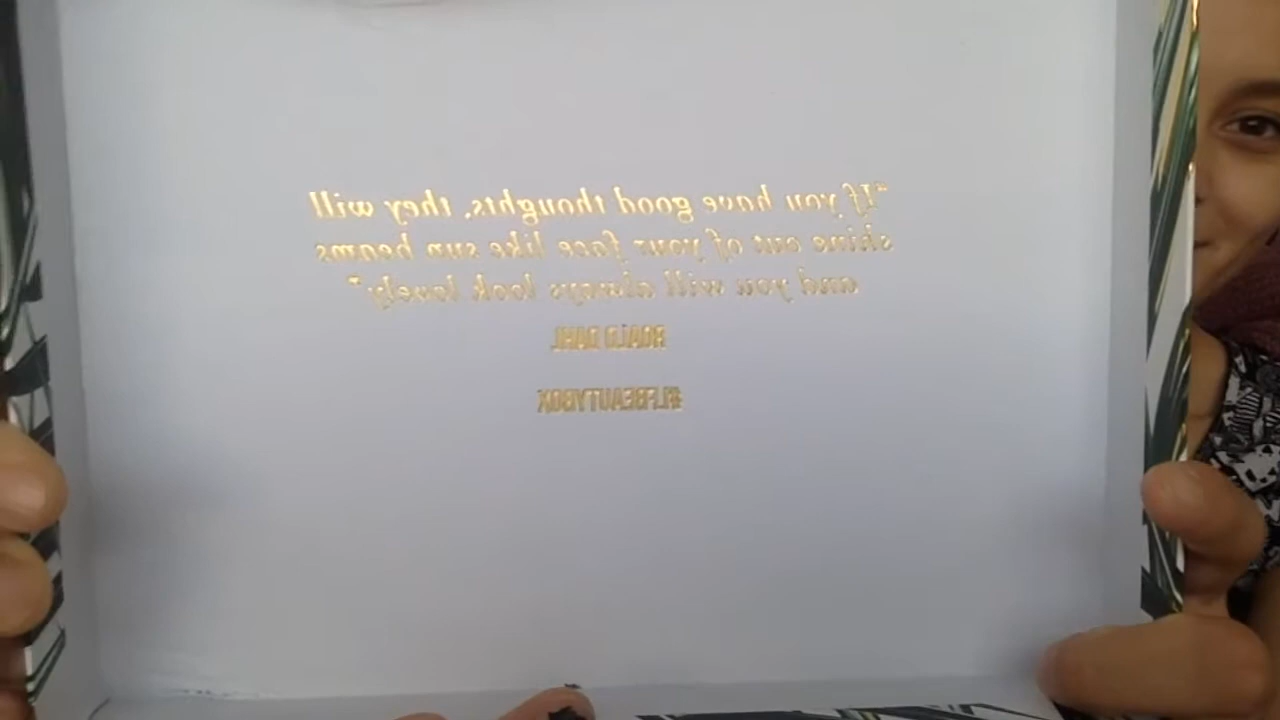 "If you have good thoughts, they will
shine out of your face like sun beams
and you will always look lovely"
ROALD DAHL
#LFBEAUTYBOX